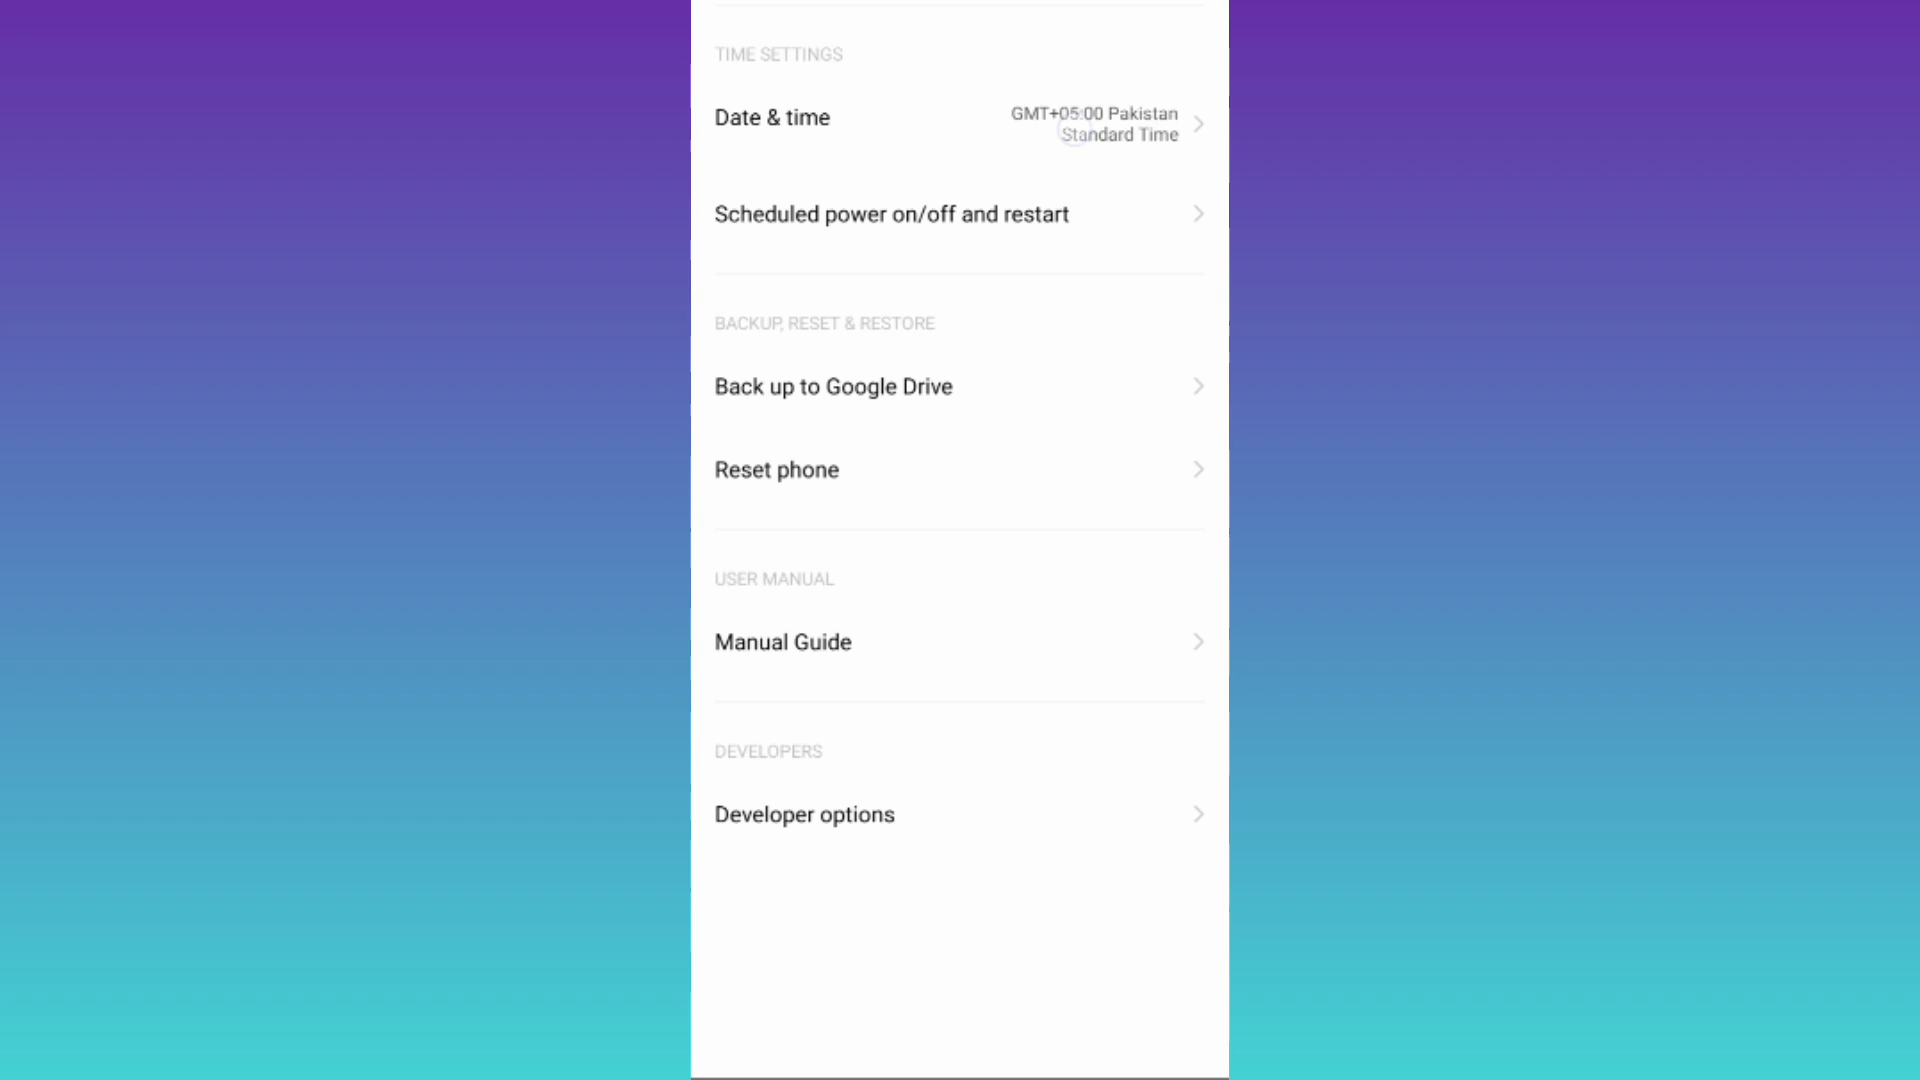 TIME SETTINGS
Date & time
GMT+05:00 Pakistan
Standard Time
Scheduled power on/off and restart
BACKUP, RESET & RESTORE
Back up to Google Drive
Reset phone
USER MANUAL
Manual Guide
DEVELOPERS
Developer options